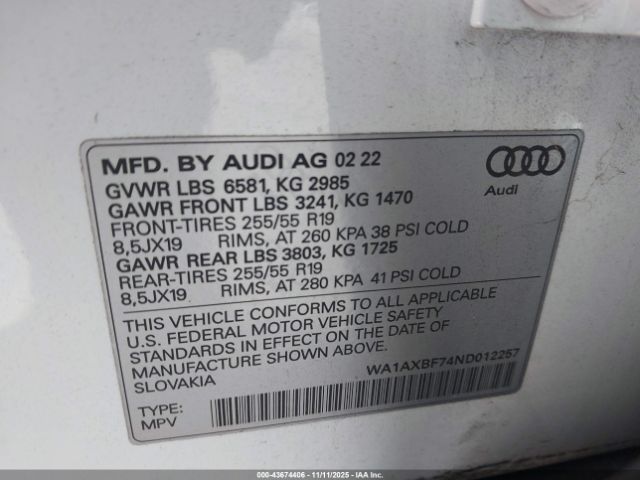 MFD. BY AUDI AG 02 22
GVWR LBS 6581, KG 2985
GAWR FRONT LBS 3241, KG 1470
FRONT-TIRES 255/55 R19
8,5JX19 RIMS, AT 260 KPA 38 PSI COLD
GAWR REAR LBS 3803, KG 1725
REAR-TIRES 255/55 R19
8,5JX19 RIMS, AT 280 KPA 41 PSI COLD
Audi
THIS VEHICLE CONFORMS TO ALL APPLICABLE
U.S. FEDERAL MOTOR VEHICLE SAFETY
STANDARDS IN EFFECT ON THE DATE OF
MANUFACTURE SHOWN ABOVE.
SLOVAKIA
WA1AXBF74ND012257
TYPE:
MPV
000-43674406 - 11/11/2025 - IAA, Inc.